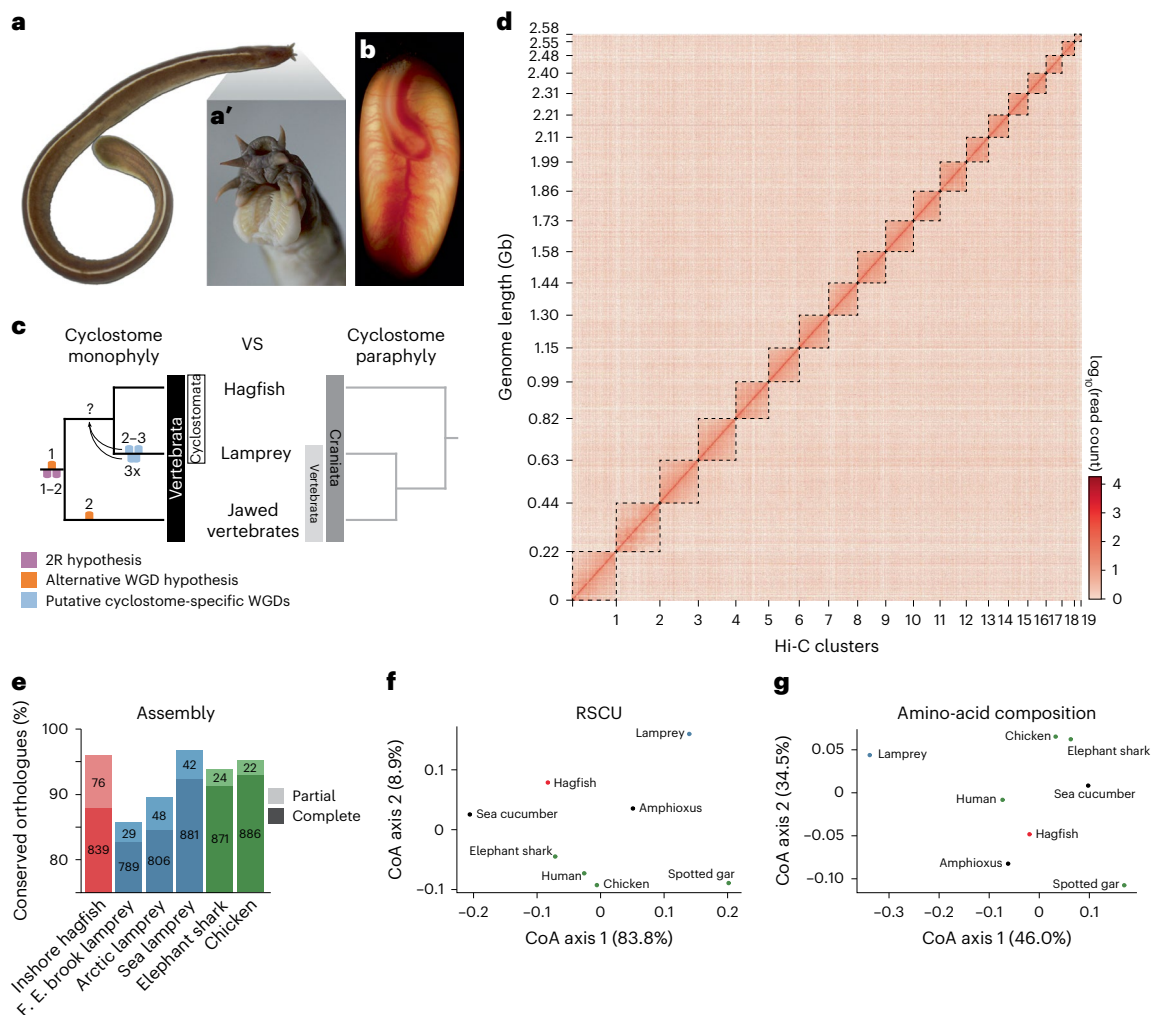 a
a′
b
c
Cyclostome
monophyly
VS
Cyclostome
paraphyly
Hagfish
Lamprey
Jawed
vertebrates
?
2–3
3x
1
1–2
2
Vertebrata
Cyclostomata
Vertebrata
Craniata
2R hypothesis
Alternative WGD hypothesis
Putative cyclostome-specific WGDs
d
Genome length (Gb)
2.58
2.55
2.48
2.40
2.31
2.21
2.11
1.99
1.86
1.73
1.58
1.44
1.30
1.15
0.99
0.82
0.63
0.44
0.22
0
1 2 3 4 5 6 7 8 9 10 11 12 13 14 15 16 17 18 19
Hi-C clusters
log10(read count)
4
3
2
1
0
e
Assembly
Conserved orthologues (%)
100
90
80
76
839
29
789
48
806
42
881
24
871
22
886
Partial
Complete
Inshore hagfish
F. E. brook lamprey
Arctic lamprey
Sea lamprey
Elephant shark
Chicken
f
RSCU
CoA axis 2 (8.9%)
0.1
0
–0.1
Lamprey
Hagfish
Sea cucumber
Amphioxus
Elephant shark
Human
Chicken
Spotted gar
–0.2 –0.1 0 0.1 0.2
CoA axis 1 (83.8%)
g
Amino-acid composition
CoA axis 2 (34.5%)
0.05
0
–0.05
–0.10
Chicken
Elephant shark
Lamprey
Sea cucumber
Human
Hagfish
Amphioxus
Spotted gar
–0.3 –0.2 –0.1 0 0.1
CoA axis 1 (46.0%)